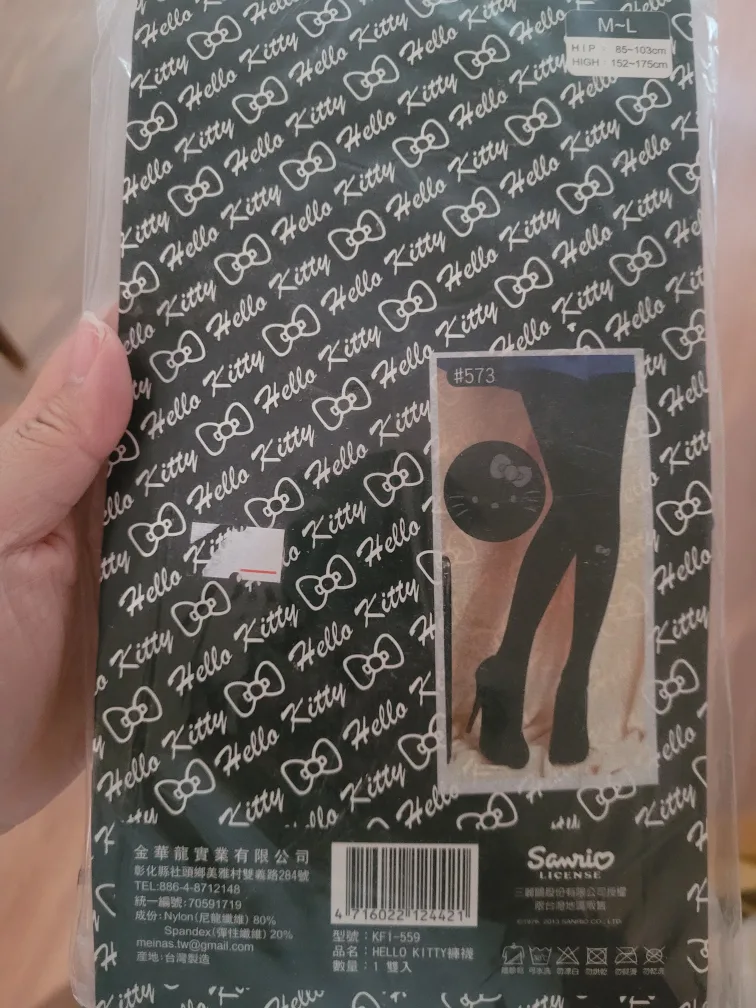 M~L
HIP : 85~103cm
HIGH : 152~175cm
Hello Kitty
#573
金華龍實業有限公司
彰化縣社頭鄉美雅村雙義路284號
TEL:886-4-8712148
統一編號:70591719
成份:Nylon(尼龍纖維) 80%
Spandex(彈性纖維) 20%
meinas.tw@gmail.com
產地:台灣製造
4 716022 124421
型號:KFI-559
品名:HELLO KITTY褲襪
數量:1 雙入
Sanrio
LICENSE
三麗鷗股份有限公司授權
限台灣地區販售